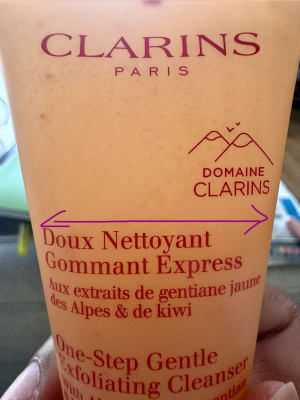 CLARINS
PARIS
DOMAINE
CLARINS
Doux Nettoyant
Gommant Express
Aux extraits de gentiane jaune
des Alpes & de kiwi
One-Step Gentle
Exfoliating Cleanser